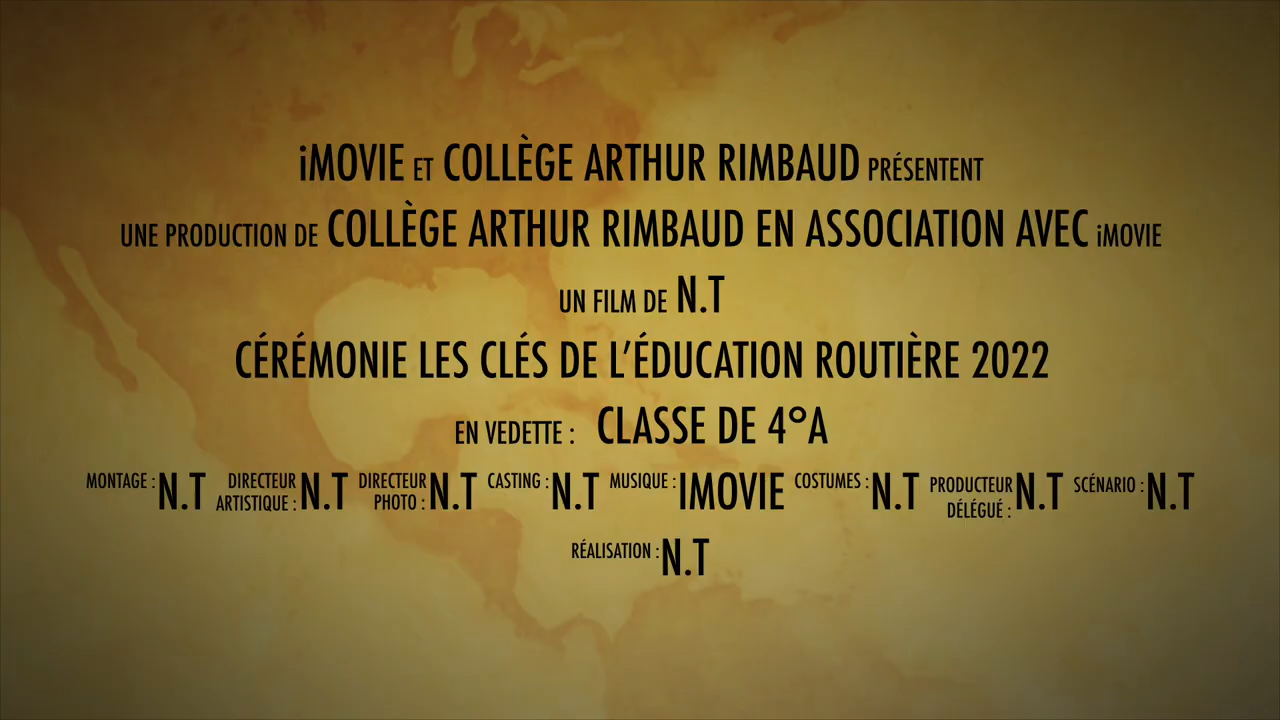 iMOVIE ET COLLÈGE ARTHUR RIMBAUD PRÉSENTENT
UNE PRODUCTION DE COLLÈGE ARTHUR RIMBAUD EN ASSOCIATION AVEC iMOVIE
UN FILM DE N.T
CÉRÉMONIE LES CLÉS DE L’ÉDUCATION ROUTIÈRE 2022
EN VEDETTE : CLASSE DE 4°A
MONTAGE : N.T DIRECTEUR ARTISTIQUE : N.T DIRECTEUR PHOTO : N.T CASTING : N.T MUSIQUE : IMOVIE COSTUMES : N.T PRODUCTEUR DÉLÉGUÉ : N.T SCÉNARIO : N.T
RÉALISATION : N.T